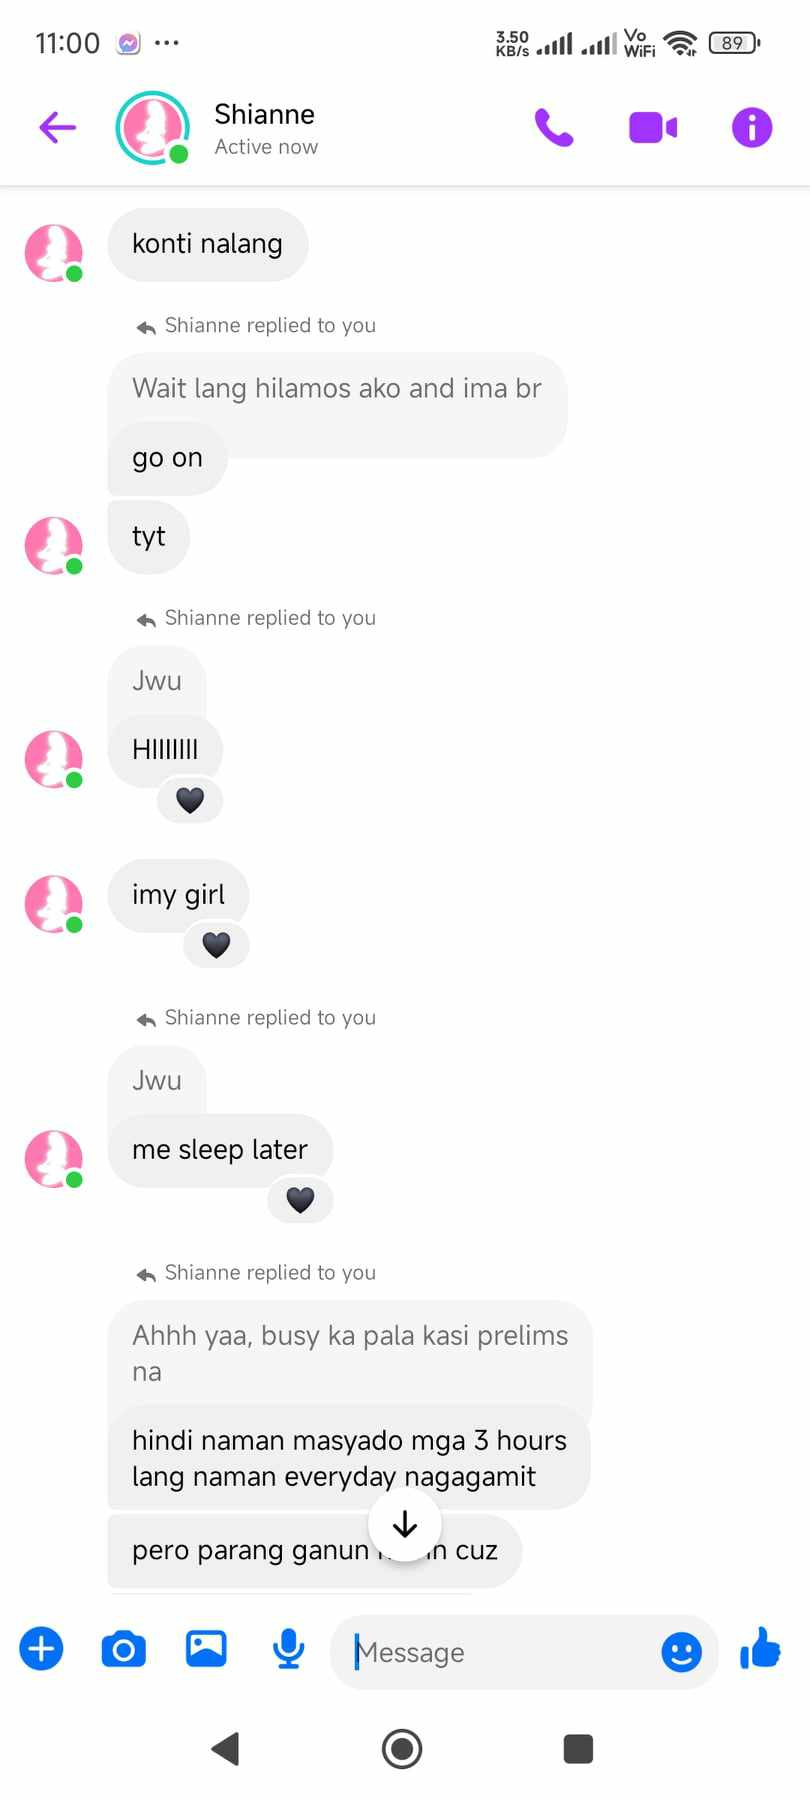 11:00
3.50
KB/s
Vo
WiFi
89
Shianne
Active now
konti nalang
Shianne replied to you
Wait lang hilamos ako and ima br
go on
tyt
Shianne replied to you
Jwu
HIIIIIII
imy girl
Shianne replied to you
Jwu
me sleep later
Shianne replied to you
Ahhh yaa, busy ka pala kasi prelims
na
hindi naman masyado mga 3 hours
lang naman everyday nagagamit
pero parang ganun cuz
Message